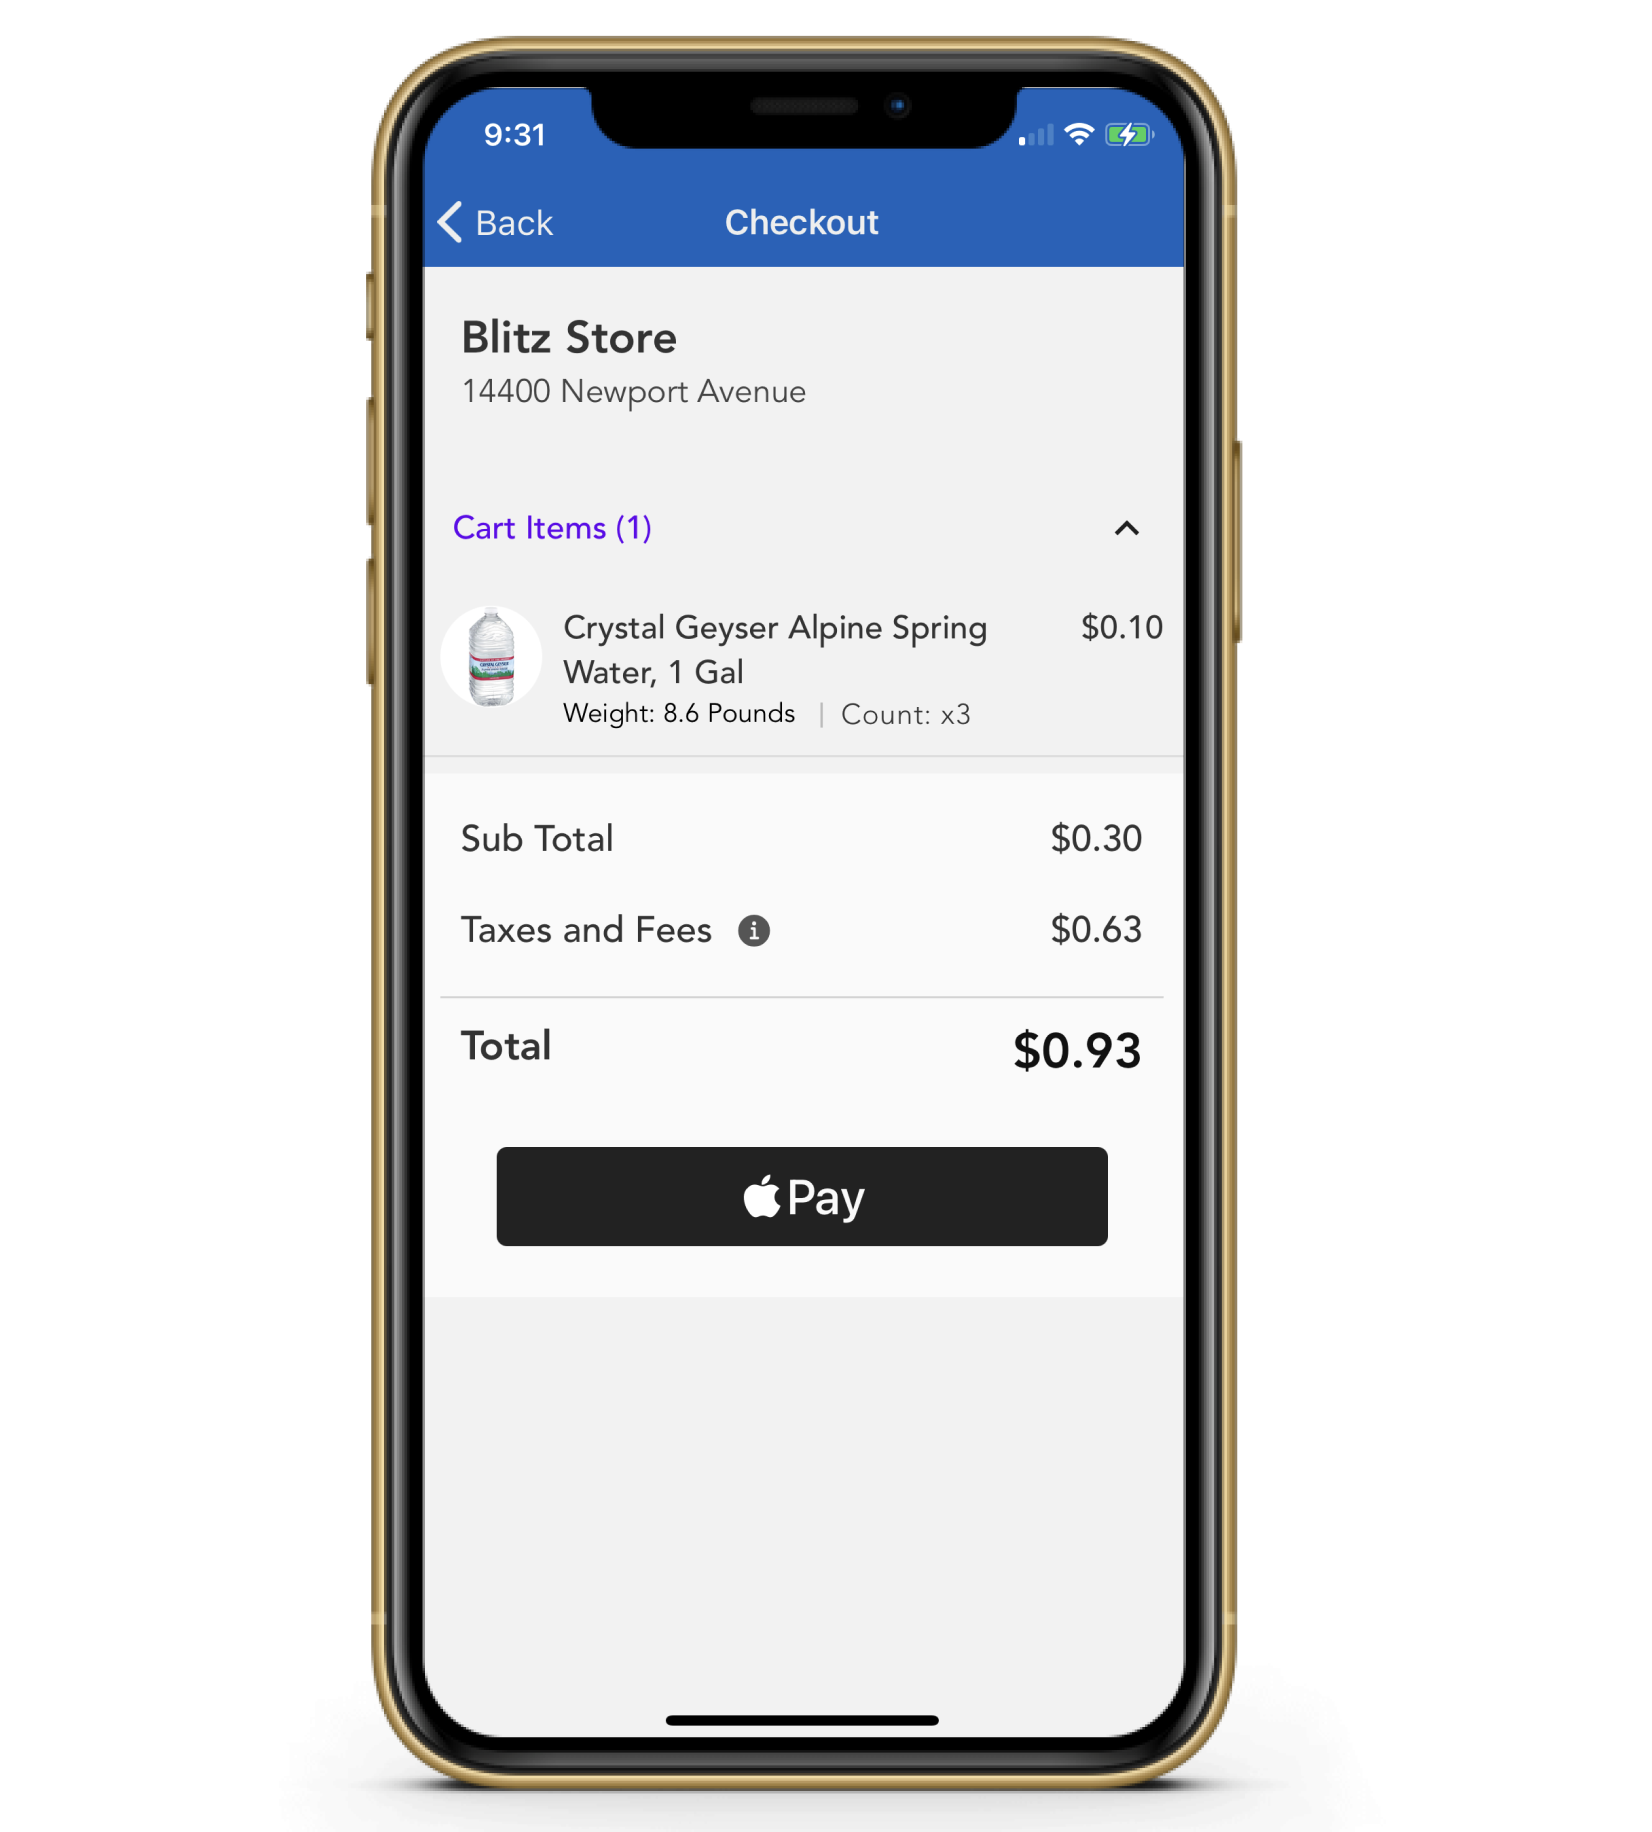 9:31
Back
Checkout
Blitz Store
14400 Newport Avenue
Cart Items (1)
Crystal Geyser Alpine Spring $0.10
Water, 1 Gal
Weight: 8.6 Pounds | Count: x3
CRYSTAL GEYSER
Sub Total $0.30
Taxes and Fees i $0.63
Total $0.93
Pay